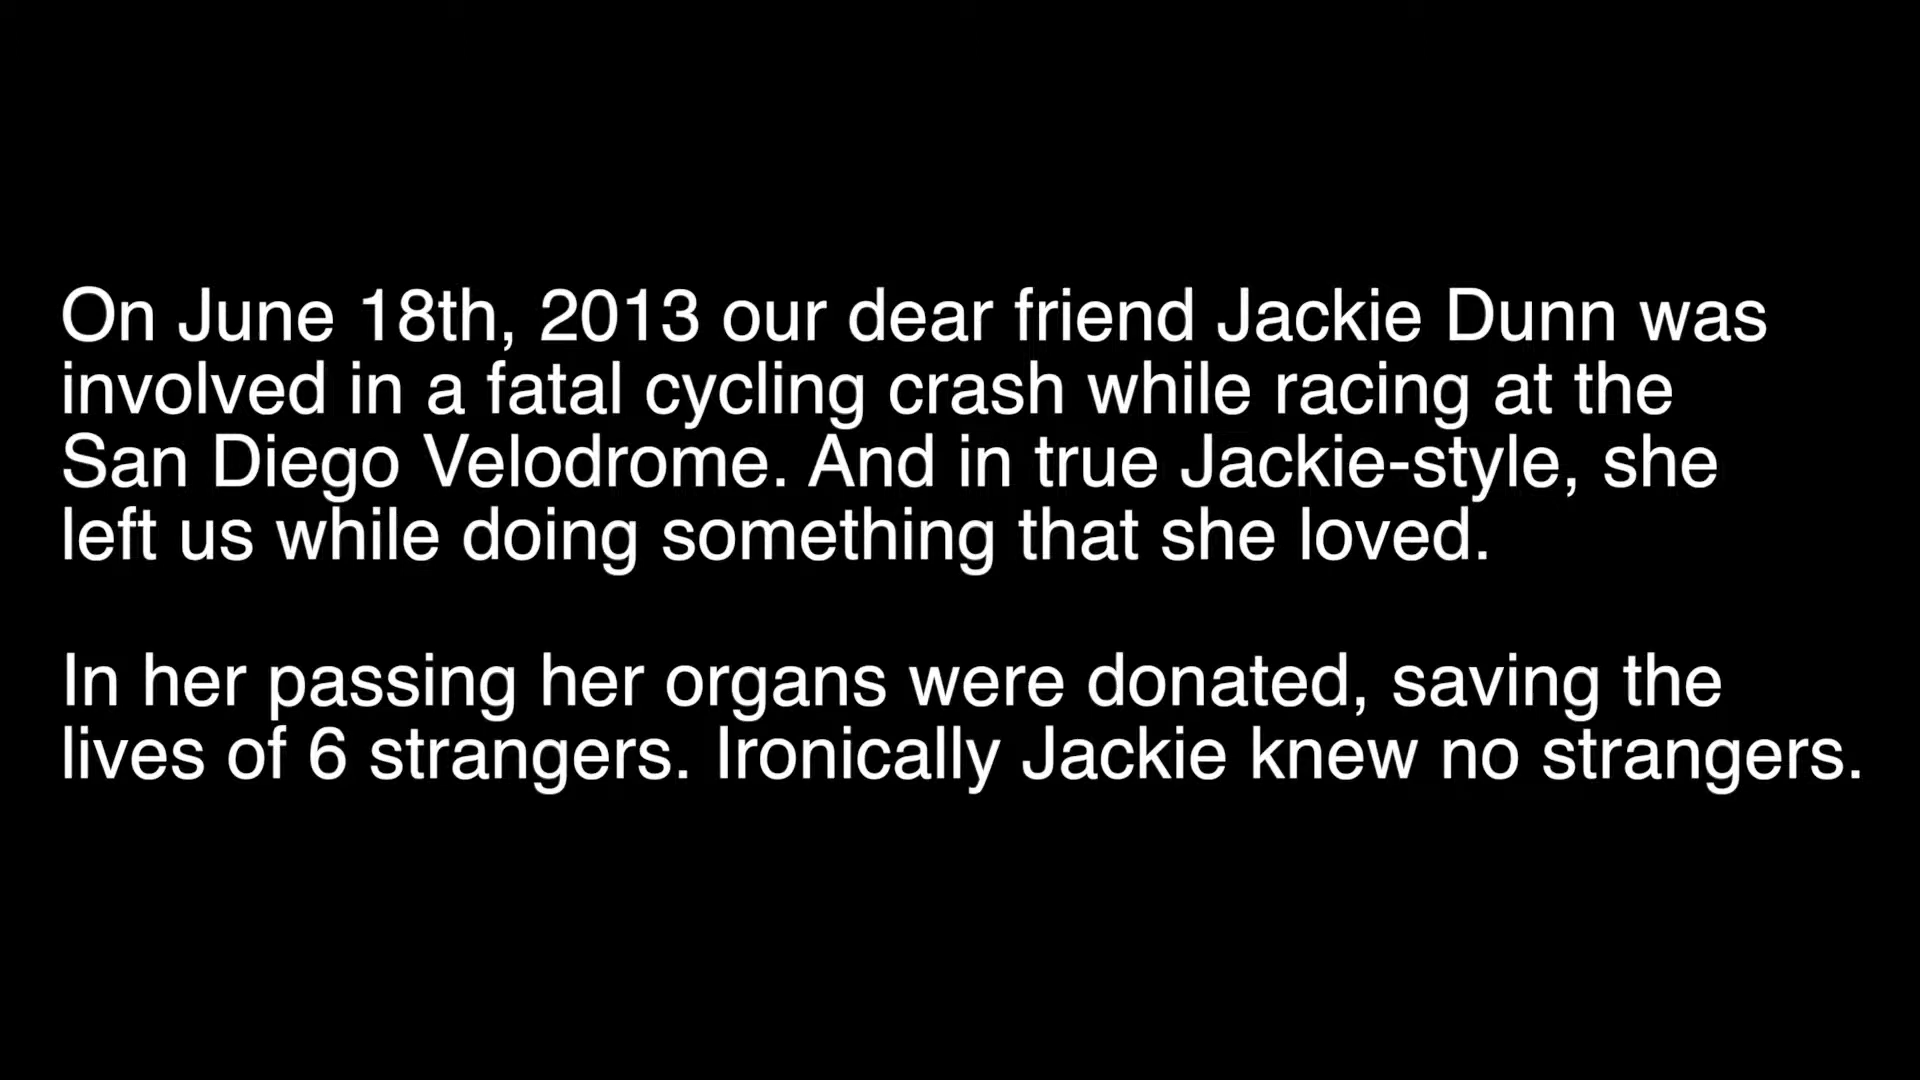 On June 18th, 2013 our dear friend Jackie Dunn was
involved in a fatal cycling crash while racing at the
San Diego Velodrome. And in true Jackie-style, she
left us while doing something that she loved.
In her passing her organs were donated, saving the
lives of 6 strangers. Ironically Jackie knew no strangers.